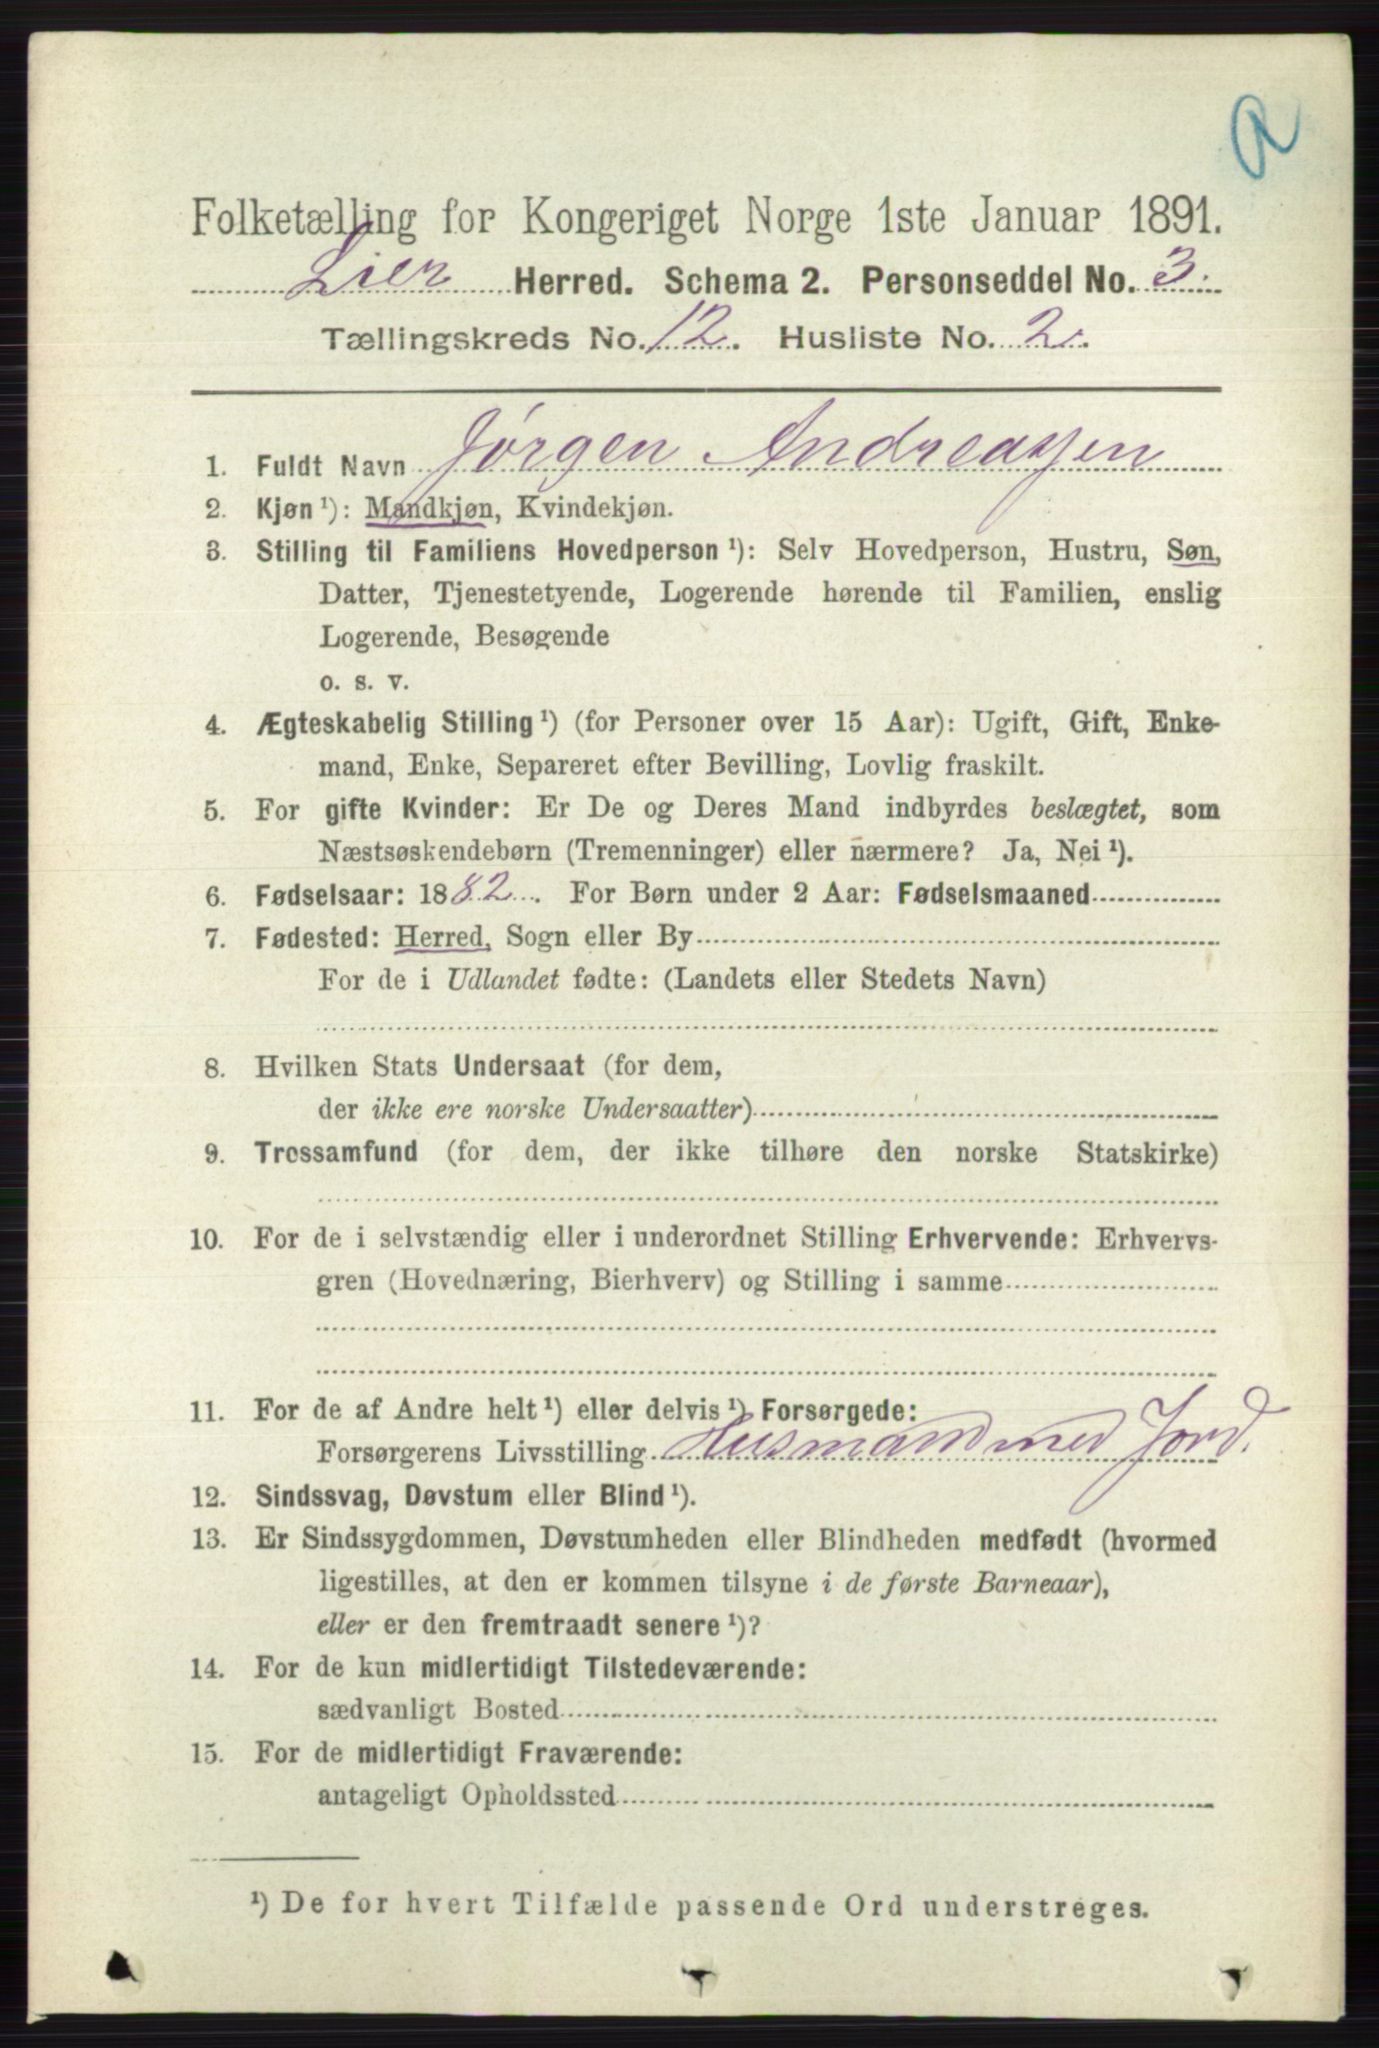 Folketælling for Kongeriget Norge 1ste Januar 1891.
Lier Herred. Schema 2. Personseddel No. 3.
Tællingskreds No. 12. Husliste No. 2.
1. Fuldt Navn Jørgen Andreassen
2. Kjøn ¹): Mandkjøn, Kvindekjøn.
3. Stilling til Familiens Hovedperson ¹): Selv Hovedperson, Hustru, Søn,
Datter, Tjenestetyende, Logerende hørende til Familien, enslig
Logerende, Besøgende
o. s. v.
4. Ægteskabelig Stilling ¹) (for Personer over 15 Aar): Ugift, Gift, Enke-
mand, Enke, Separeret efter Bevilling, Lovlig fraskilt.
5. For gifte Kvinder: Er De og Deres Mand indbyrdes beslægtet, som
Næstsøskendebørn (Tremenninger) eller nærmere? Ja, Nei ¹).
6. Fødselsaar: 1882. For Børn under 2 Aar: Fødselsmaaned
7. Fødested: Herred, Sogn eller By
For de i Udlandet fødte: (Landets eller Stedets Navn)
8. Hvilken Stats Undersaat (for dem,
der ikke ere norske Undersaatter)
9. Trossamfund (for dem, der ikke tilhøre den norske Statskirke)
10. For de i selvstændig eller i underordnet Stilling Erhvervende: Erhvervs-
gren (Hovednæring, Bierhverv) og Stilling i samme
11. For de af Andre helt ¹) eller delvis ¹) Forsørgede:
Forsørgerens Livsstilling Husmand med Jord.
12. Sindssvag, Døvstum eller Blind ¹).
13. Er Sindssygdommen, Døvstumheden eller Blindheden medfødt (hvormed
ligestilles, at den er kommen tilsyne i de første Barneaar),
eller er den fremtraadt senere ¹)?
14. For de kun midlertidigt Tilstedeværende:
sædvanligt Bosted
15. For de midlertidigt Fraværende:
antageligt Opholdssted
¹) De for hvert Tilfælde passende Ord understreges.